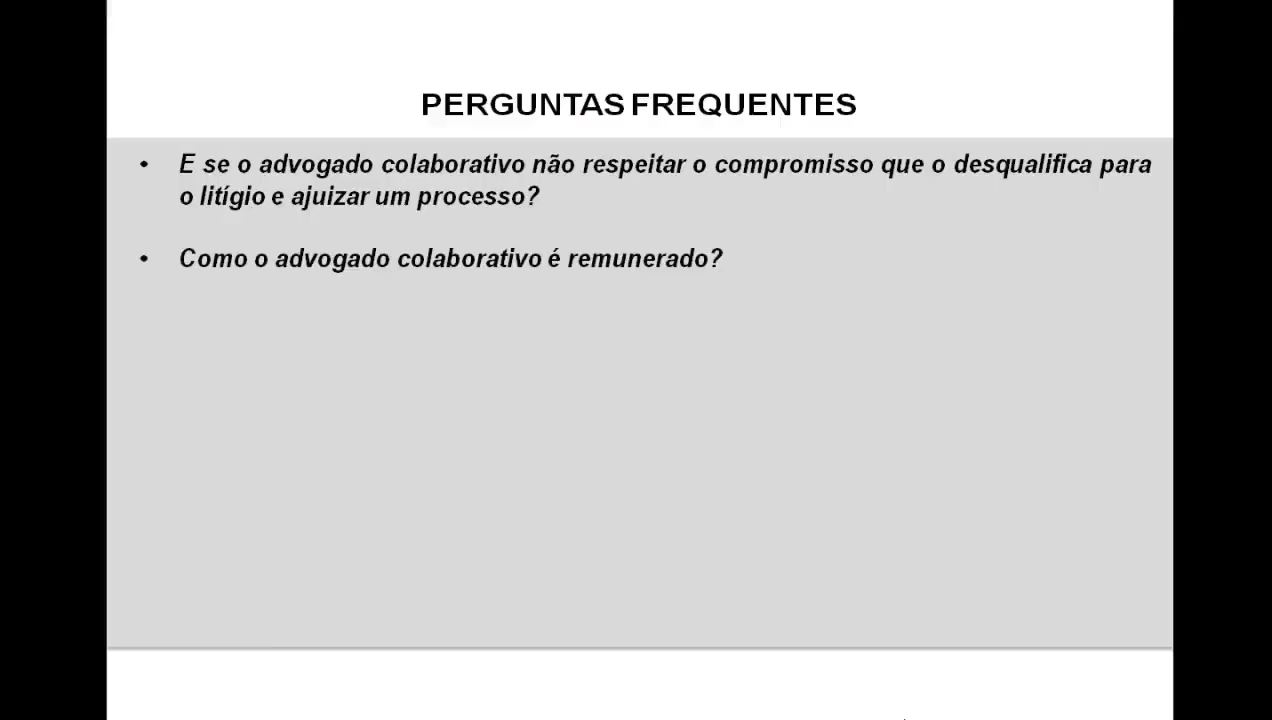 PERGUNTAS FREQUENTES
• E se o advogado colaborativo não respeitar o compromisso que o desqualifica para
o litígio e ajuizar um processo?
• Como o advogado colaborativo é remunerado?